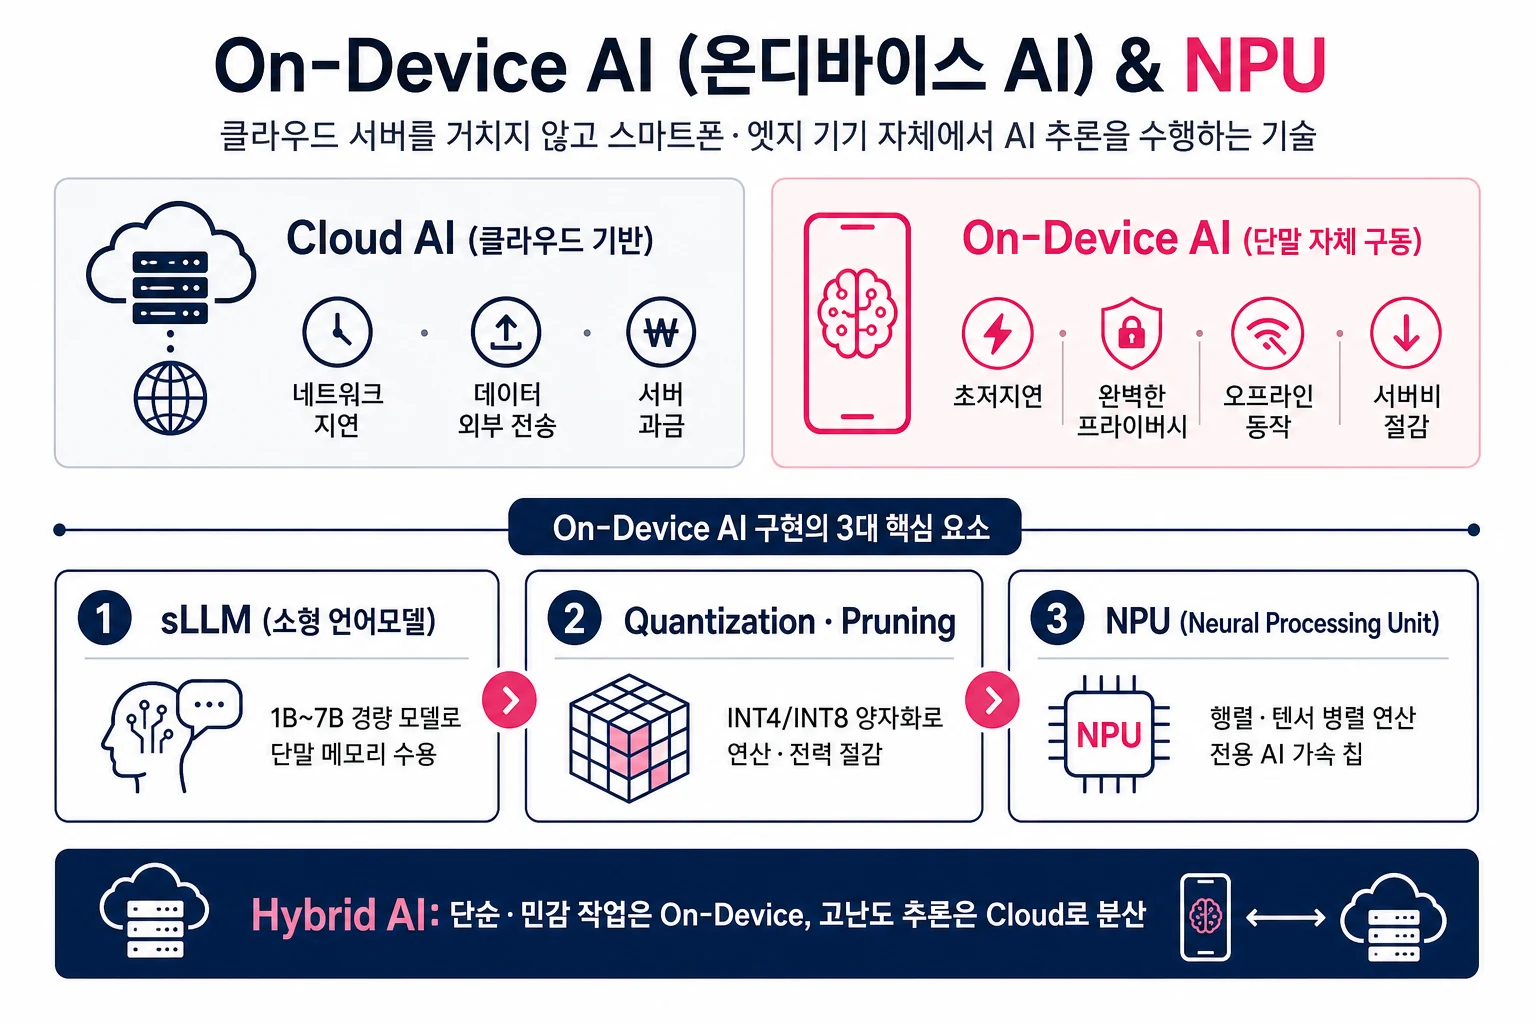 On-Device AI (온디바이스 AI) & NPU
클라우드 서버를 거치지 않고 스마트폰·엣지 기기 자체에서 AI 추론을 수행하는 기술
Cloud AI (클라우드 기반)
네트워크
지연
데이터
외부 전송
₩
서버
과금
On-Device AI (단말 자체 구동)
초저지연
완벽한
프라이버시
오프라인
동작
서버비
절감
On-Device AI 구현의 3대 핵심 요소
1 sLLM (소형 언어모델)
1B~7B 경량 모델로
단말 메모리 수용
2 Quantization · Pruning
INT4/INT8 양자화로
연산·전력 절감
3 NPU (Neural Processing Unit)
NPU
행렬·텐서 병렬 연산
전용 AI 가속 칩
Hybrid AI: 단순·민감 작업은 On-Device, 고난도 추론은 Cloud로 분산